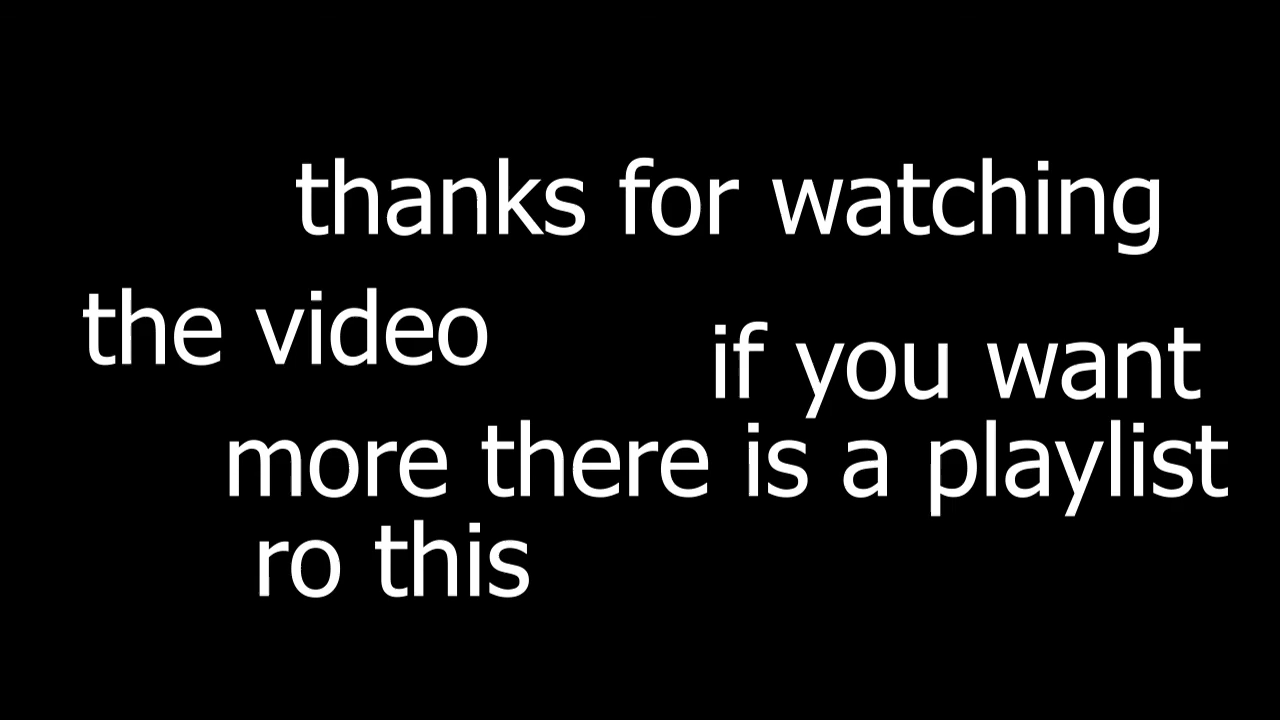 thanks for watching
the video
if you want
more there is a playlist
ro this